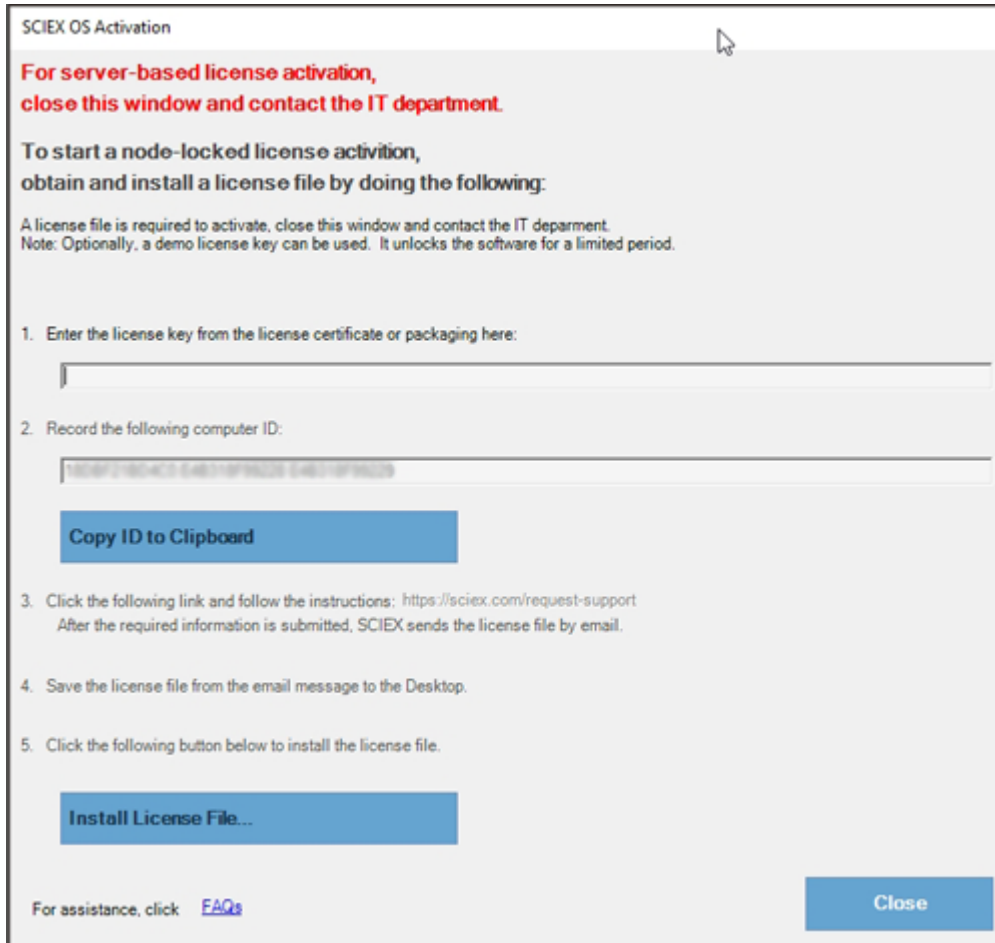 SCIEX OS Activation
For server-based license activation,
close this window and contact the IT department.
To start a node-locked license activition,
obtain and install a license file by doing the following:
A license file is required to activate, close this window and contact the IT deparment.
Note: Optionally, a demo license key can be used. It unlocks the software for a limited period.
1. Enter the license key from the license certificate or packaging here:
2. Record the following computer ID:
Copy ID to Clipboard
3. Click the following link and follow the instructions: https://sciex.com/request-support
After the required information is submitted, SCIEX sends the license file by email.
4. Save the license file from the email message to the Desktop.
5. Click the following button below to install the license file.
Install License File...
For assistance, click FAQs
Close